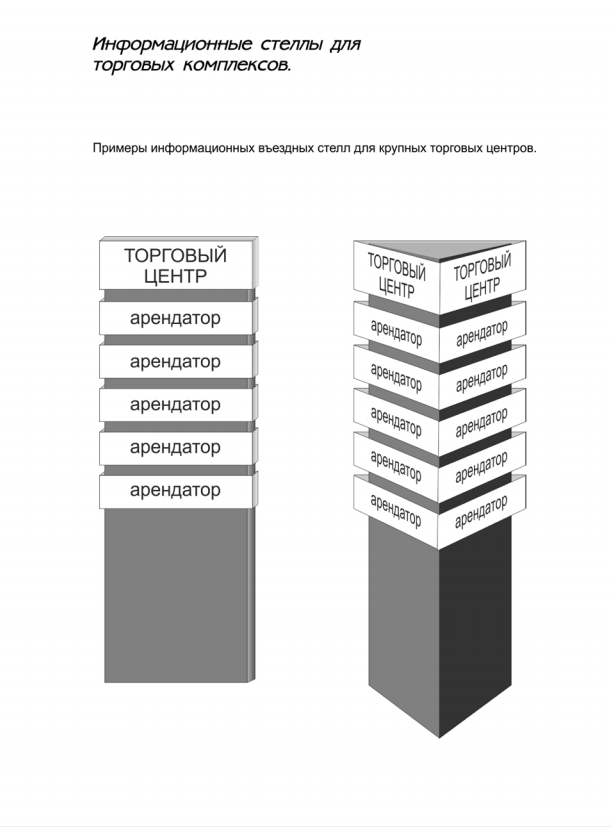 Информационные стеллы для
торговых комплексов.
Примеры информационных въездных стелл для крупных торговых центров.
ТОРГОВЫЙ
ЦЕНТР
арендатор
арендатор
арендатор
арендатор
арендатор
ТОРГОВЫЙ
ЦЕНТР
ТОРГОВЫЙ
ЦЕНТР
арендатор
арендатор
арендатор
арендатор
арендатор
арендатор
арендатор
арендатор
арендатор
арендатор